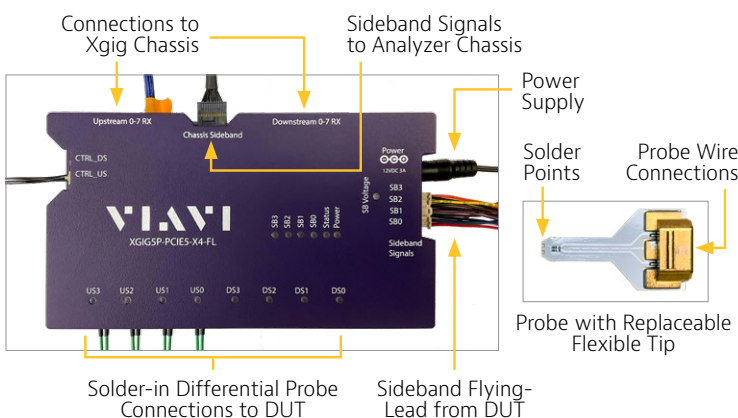 Connections to
Xgig Chassis
Sideband Signals
to Analyzer Chassis
Power
Supply
Upstream 0-7 RX
Chassis Sideband
Downstream 0-7 RX
CTRL_DS
CTRL_US
Power
12VDC 3A
SB Voltage
SB3
SB2
SB1
SB0
Sideband
Signals
VIAVI
XGIG5P-PCIE5-X4-FL
SB3
SB2
SB1
SB0
Status
Power
US3
US2
US1
US0
DS3
DS2
DS1
DS0
Solder
Points
Probe Wire
Connections
Probe with Replaceable
Flexible Tip
Solder-in Differential Probe
Connections to DUT
Sideband Flying-
Lead from DUT